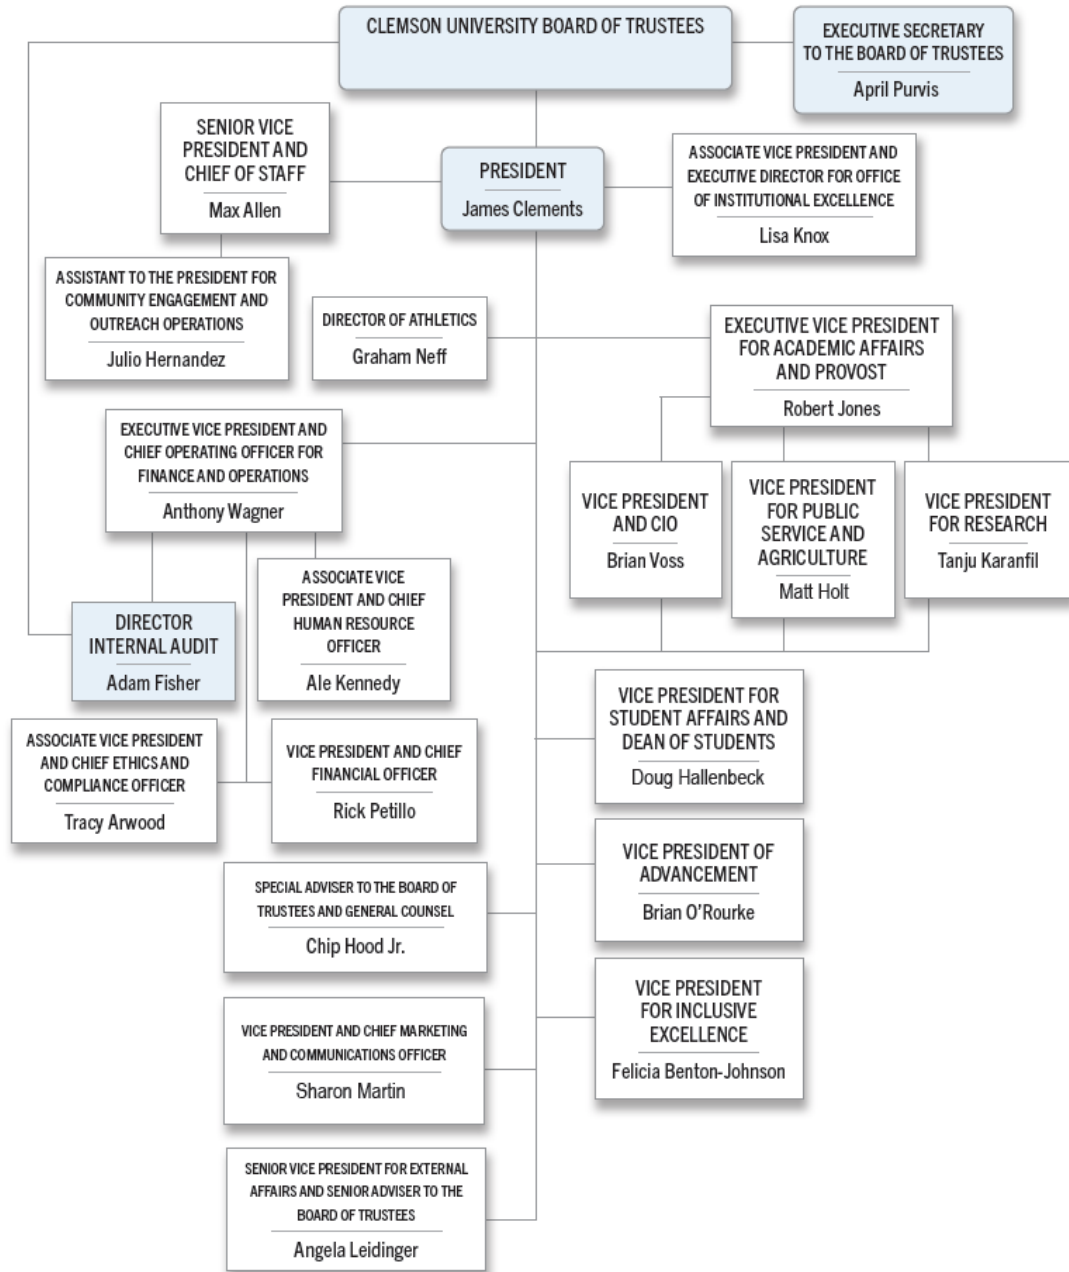 CLEMSON UNIVERSITY BOARD OF TRUSTEES
EXECUTIVE SECRETARY
TO THE BOARD OF TRUSTEES
April Purvis
SENIOR VICE
PRESIDENT AND
CHIEF OF STAFF
Max Allen
PRESIDENT
James Clements
ASSOCIATE VICE PRESIDENT AND
EXECUTIVE DIRECTOR FOR OFFICE
OF INSTITUTIONAL EXCELLENCE
Lisa Knox
ASSISTANT TO THE PRESIDENT FOR
COMMUNITY ENGAGEMENT AND
OUTREACH OPERATIONS
Julio Hernandez
DIRECTOR OF ATHLETICS
Graham Neff
EXECUTIVE VICE PRESIDENT
FOR ACADEMIC AFFAIRS
AND PROVOST
Robert Jones
EXECUTIVE VICE PRESIDENT AND
CHIEF OPERATING OFFICER FOR
FINANCE AND OPERATIONS
Anthony Wagner
VICE PRESIDENT
AND CIO
Brian Voss
VICE PRESIDENT
FOR PUBLIC
SERVICE AND
AGRICULTURE
Matt Holt
VICE PRESIDENT
FOR RESEARCH
Tanju Karanfil
ASSOCIATE VICE
PRESIDENT AND CHIEF
HUMAN RESOURCE
OFFICER
Ale Kennedy
DIRECTOR
INTERNAL AUDIT
Adam Fisher
ASSOCIATE VICE PRESIDENT
AND CHIEF ETHICS AND
COMPLIANCE OFFICER
Tracy Arwood
VICE PRESIDENT AND CHIEF
FINANCIAL OFFICER
Rick Petillo
VICE PRESIDENT FOR
STUDENT AFFAIRS AND
DEAN OF STUDENTS
Doug Hallenbeck
VICE PRESIDENT OF
ADVANCEMENT
Brian O'Rourke
SPECIAL ADVISER TO THE BOARD OF
TRUSTEES AND GENERAL COUNSEL
Chip Hood Jr.
VICE PRESIDENT
FOR INCLUSIVE
EXCELLENCE
Felicia Benton-Johnson
VICE PRESIDENT AND CHIEF MARKETING
AND COMMUNICATIONS OFFICER
Sharon Martin
SENIOR VICE PRESIDENT FOR EXTERNAL
AFFAIRS AND SENIOR ADVISER TO THE
BOARD OF TRUSTEES
Angela Leidinger